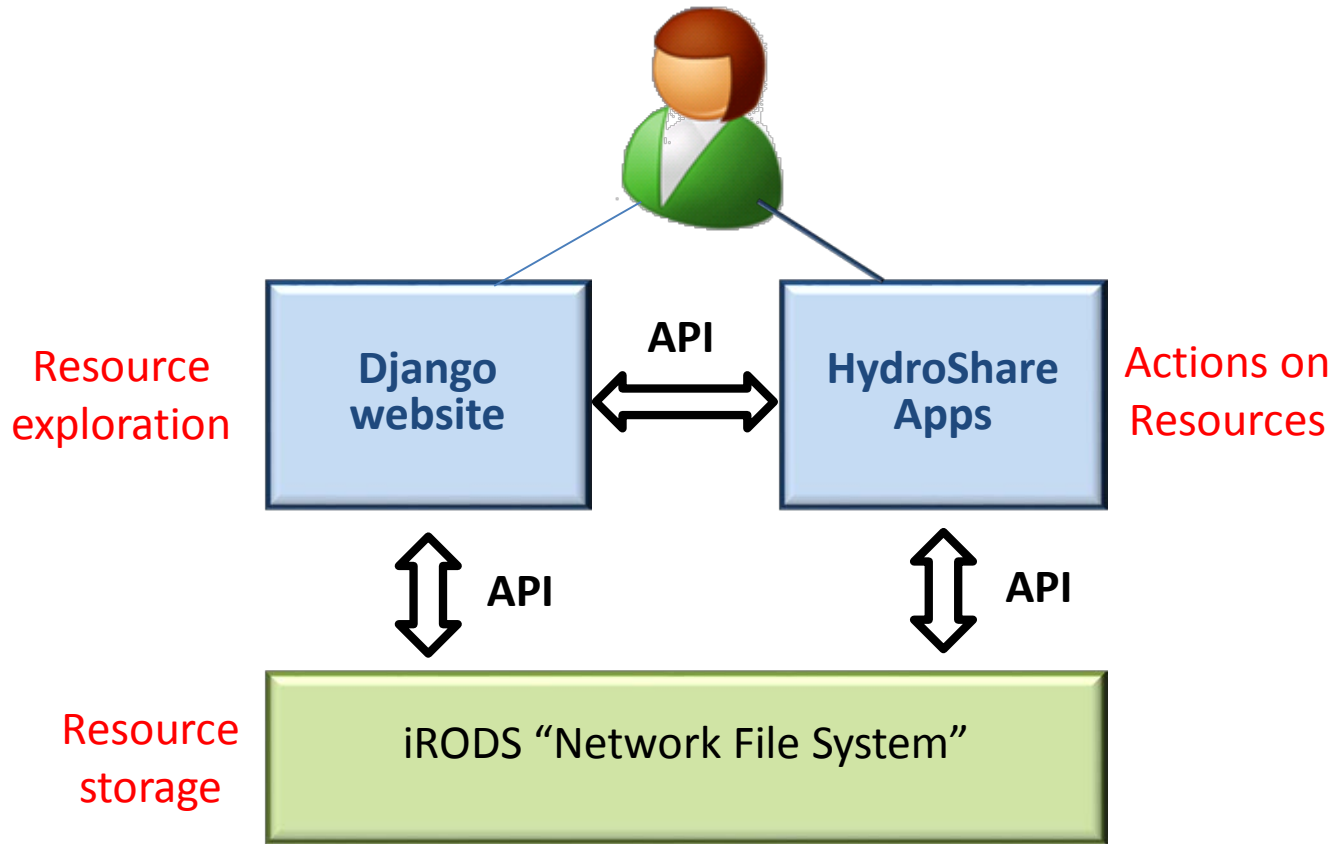 API
Resource
exploration
Django
website
HydroShare
Apps
Actions on
Resources
API
API
Resource
storage
iRODS “Network File System”